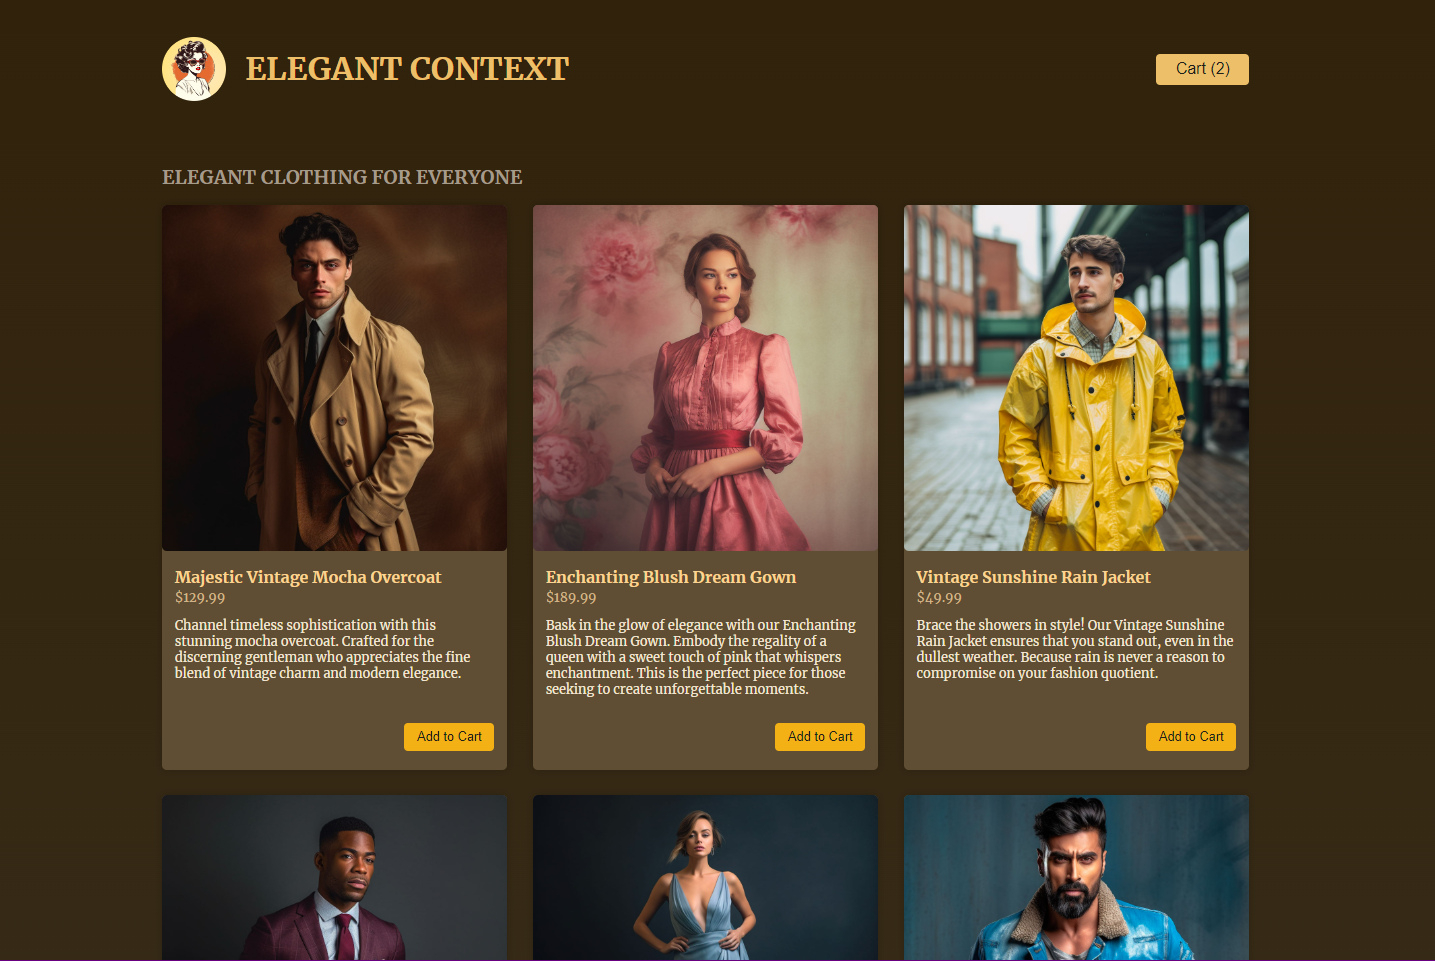 ELEGANT CONTEXT
Cart (2)
ELEGANT CLOTHING FOR EVERYONE
Majestic Vintage Mocha Overcoat
$129.99
Channel timeless sophistication with this
stunning mocha overcoat. Crafted for the
discerning gentleman who appreciates the fine
blend of vintage charm and modern elegance.
Add to Cart
Enchanting Blush Dream Gown
$189.99
Bask in the glow of elegance with our Enchanting
Blush Dream Gown. Embody the regality of a
queen with a sweet touch of pink that whispers
enchantment. This is the perfect piece for those
seeking to create unforgettable moments.
Add to Cart
Vintage Sunshine Rain Jacket
$49.99
Brace the showers in style! Our Vintage Sunshine
Rain Jacket ensures that you stand out, even in the
dullest weather. Because rain is never a reason to
compromise on your fashion quotient.
Add to Cart